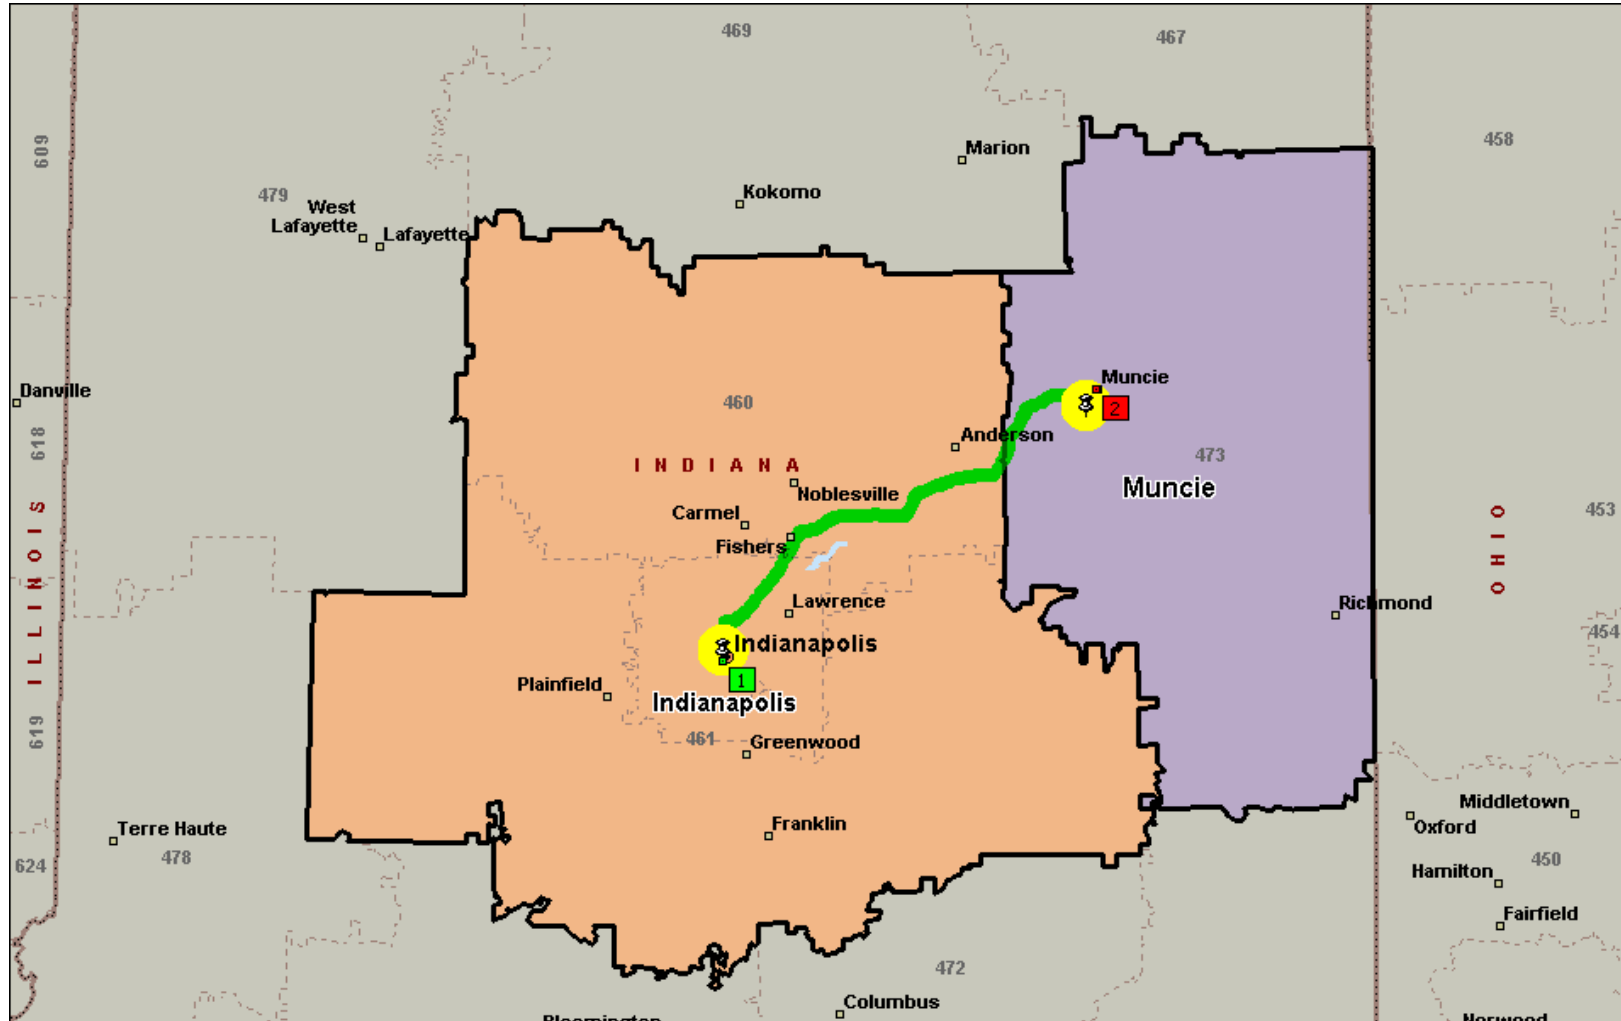 469
467
609
458
Marion
479
Kokomo
West
Lafayette
Lafayette
Danville
Muncie
2
460
618
Anderson
473
INDIANA
Muncie
Noblesville
Carmel
453
Fishers
ILLINOIS
OHIO
Lawrence
Richmond
454
Indianapolis
1
Plainfield
Indianapolis
619
461
Greenwood
Middletown
Terre Haute
Franklin
Oxford
478
624
450
Hamilton
Fairfield
472
Columbus
Bloomington
Norwood